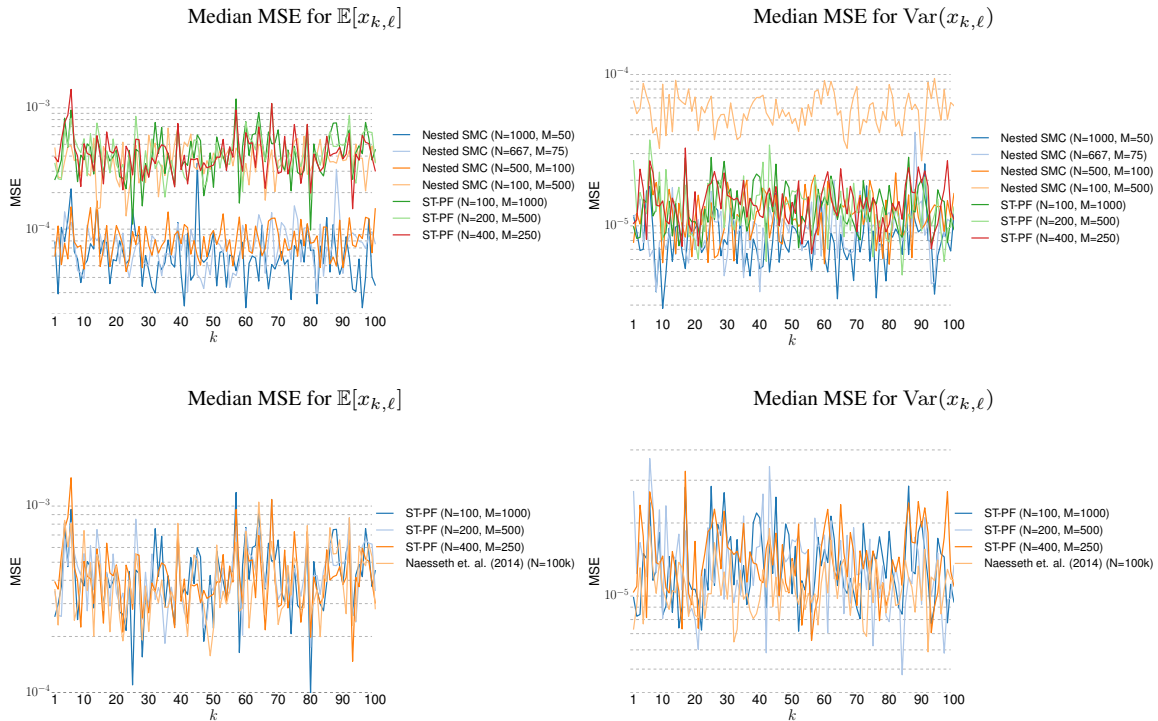 Median MSE for 𝔼[x_{k,ℓ}]
MSE
10^{-3}
10^{-4}
1 10 20 30 40 50 60 70 80 90 100
k
Nested SMC (N=1000, M=50)
Nested SMC (N=667, M=75)
Nested SMC (N=500, M=100)
Nested SMC (N=100, M=500)
ST-PF (N=100, M=1000)
ST-PF (N=200, M=500)
ST-PF (N=400, M=250)
Median MSE for Var(x_{k,ℓ})
MSE
10^{-4}
10^{-5}
1 10 20 30 40 50 60 70 80 90 100
k
Nested SMC (N=1000, M=50)
Nested SMC (N=667, M=75)
Nested SMC (N=500, M=100)
Nested SMC (N=100, M=500)
ST-PF (N=100, M=1000)
ST-PF (N=200, M=500)
ST-PF (N=400, M=250)
Median MSE for 𝔼[x_{k,ℓ}]
MSE
10^{-3}
10^{-4}
1 10 20 30 40 50 60 70 80 90 100
k
ST-PF (N=100, M=1000)
ST-PF (N=200, M=500)
ST-PF (N=400, M=250)
Naesseth et. al. (2014) (N=100k)
Median MSE for Var(x_{k,ℓ})
MSE
10^{-5}
1 10 20 30 40 50 60 70 80 90 100
k
ST-PF (N=100, M=1000)
ST-PF (N=200, M=500)
ST-PF (N=400, M=250)
Naesseth et. al. (2014) (N=100k)